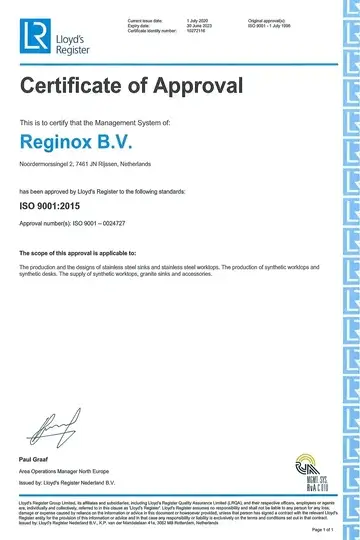 LR
Lloyd's
Register
Current issue date: 1 July 2020 Original approval(s):
Expiry date: 30 June 2023 ISO 9001 - 1 July 1998
Certificate identity number: 10272116
Certificate of Approval
This is to certify that the Management System of:
Reginox B.V.
Noordermorssingel 2, 7461 JN Rijssen, Netherlands
has been approved by Lloyd's Register to the following standards:
ISO 9001:2015
Approval number(s): ISO 9001 – 0024727
The scope of this approval is applicable to:
The production and the designs of stainless steel sinks and stainless steel worktops. The production of synthetic worktops and
synthetic desks. The supply of synthetic worktops, granite sinks and accessories.
Paul Graaf
Area Operations Manager North Europe
Issued by: Lloyd's Register Nederland B.V.
RvA
MGMT. SYS.
RvA C 010
Lloyd's Register Group Limited, its affiliates and subsidiaries, including Lloyd's Register Quality Assurance Limited (LRQA), and their respective officers, employees or agents
are, individually and collectively, referred to in this clause as 'Lloyd's Register'. Lloyd's Register assumes no responsibility and shall not be liable to any person for any loss,
damage or expense caused by reliance on the information or advice in this document or howsoever provided, unless that person has signed a contract with the relevant Lloyd's
Register entity for the provision of this information or advice and in that case any responsibility or liability is exclusively on the terms and conditions set out in that contract.
Issued by: Lloyd's Register Nederland B.V., K.P. van der Mandelelaan 41a, 3062 MB Rotterdam, Netherlands
Page 1 of 1